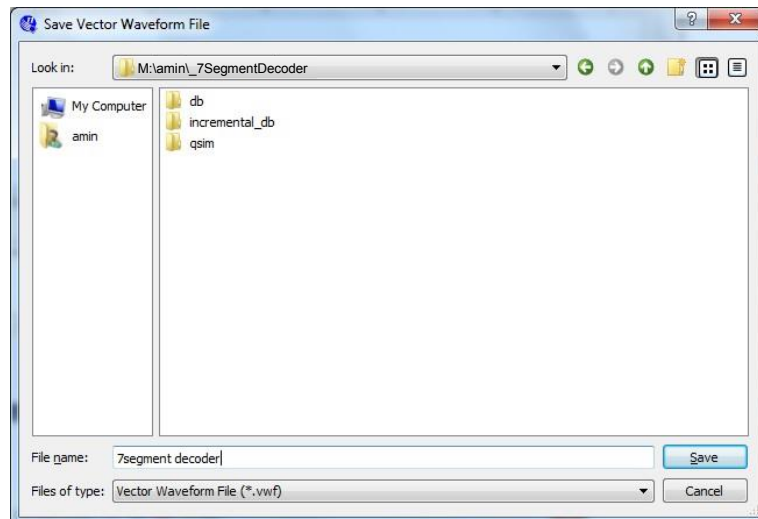 Save Vector Waveform File
Look in: M:\amin\_7SegmentDecoder
My Computer
amin
db
incremental_db
qsim
File name: 7segment decoder Save
Files of type: Vector Waveform File (*.vwf) Cancel